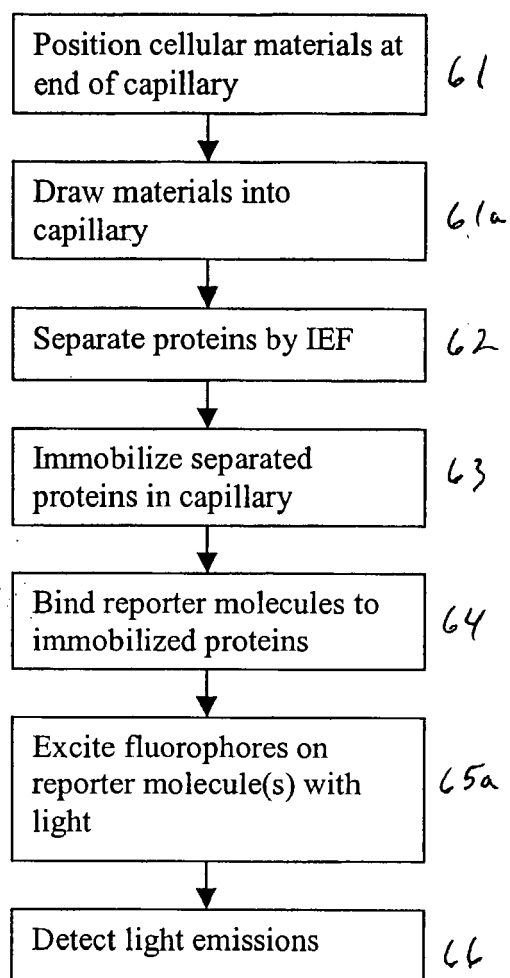 Position cellular materials at
end of capillary
61
Draw materials into
capillary
61a
Separate proteins by IEF
62
Immobilize separated
proteins in capillary
63
Bind reporter molecules to
immobilized proteins
64
Excite fluorophores on
reporter molecule(s) with
light
65a
Detect light emissions
66